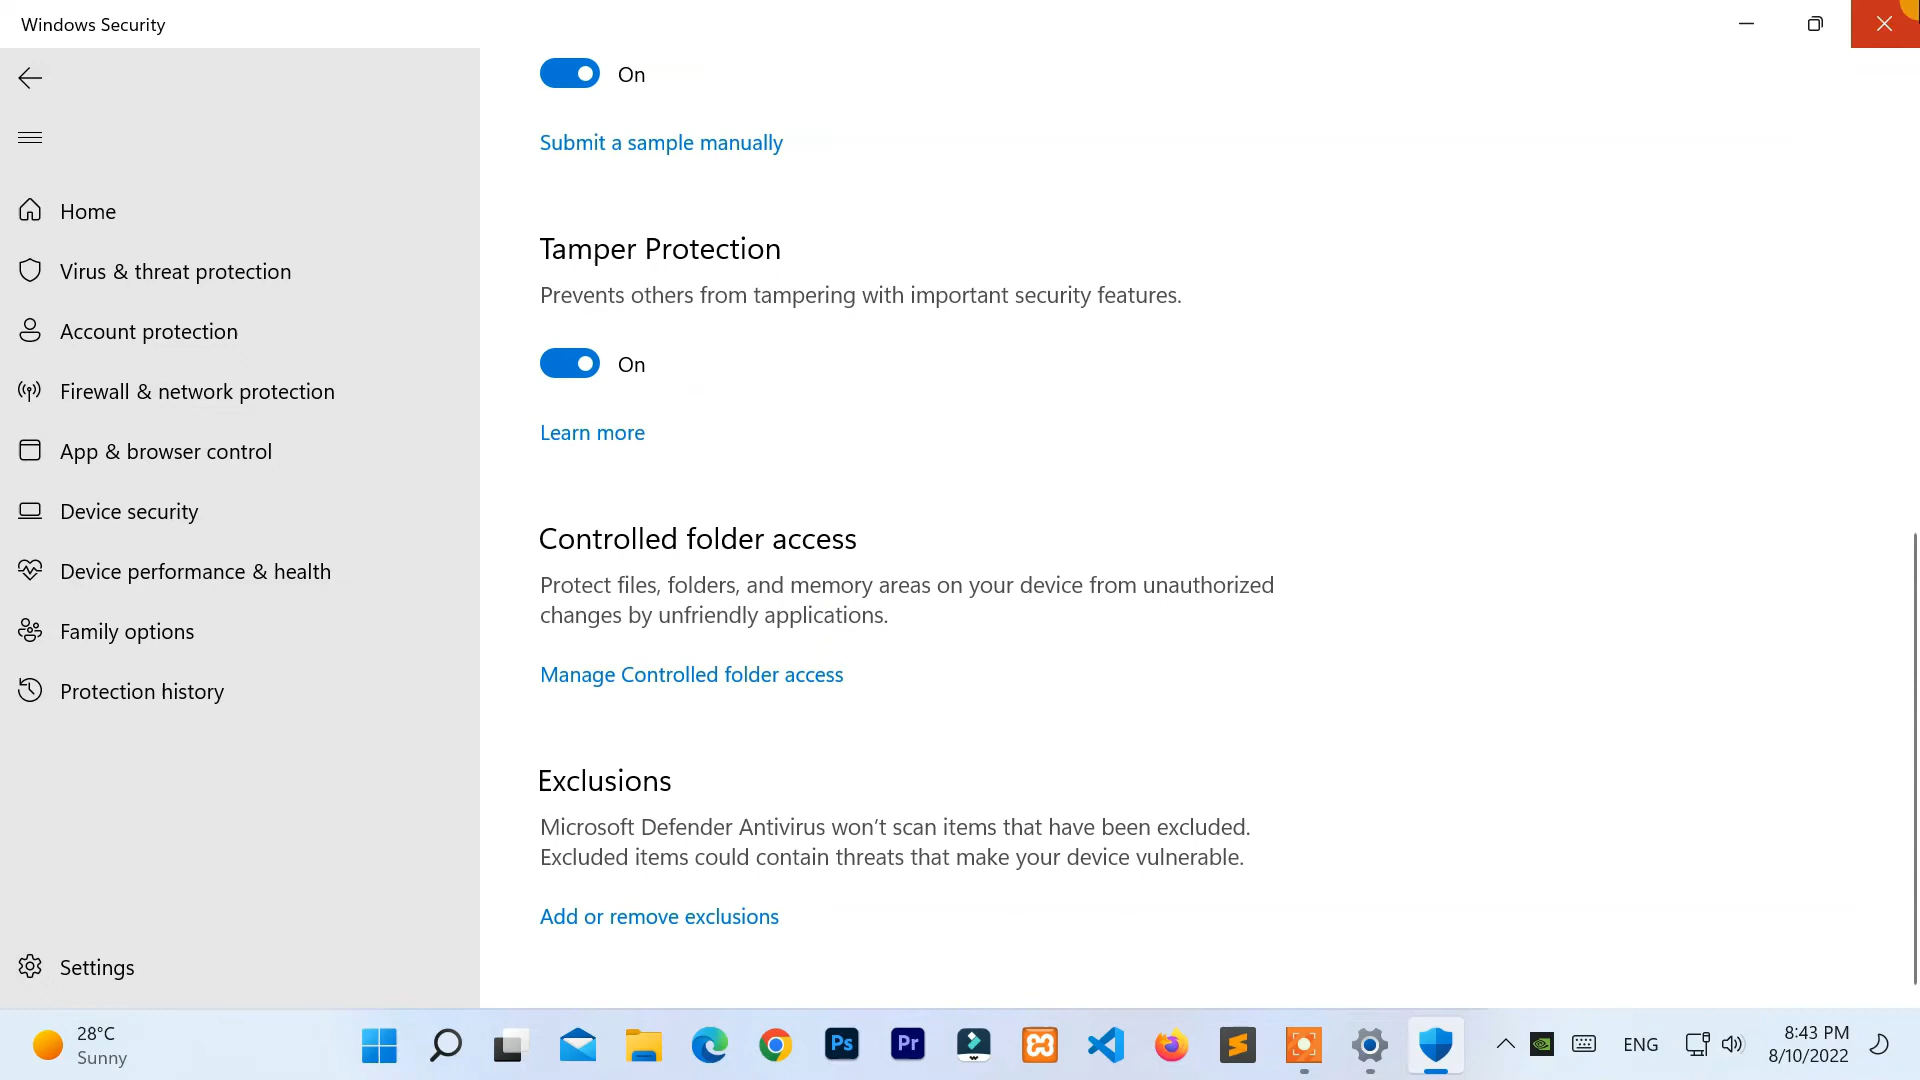 Windows Security
On
Submit a sample manually
Home
Virus & threat protection
Account protection
Firewall & network protection
App & browser control
Device security
Device performance & health
Family options
Protection history
Settings
Tamper Protection
Prevents others from tampering with important security features.
On
Learn more
Controlled folder access
Protect files, folders, and memory areas on your device from unauthorized
changes by unfriendly applications.
Manage Controlled folder access
Exclusions
Microsoft Defender Antivirus won't scan items that have been excluded.
Excluded items could contain threats that make your device vulnerable.
Add or remove exclusions
28°C
Sunny
Ps
Pr
ENG
8:43 PM
8/10/2022